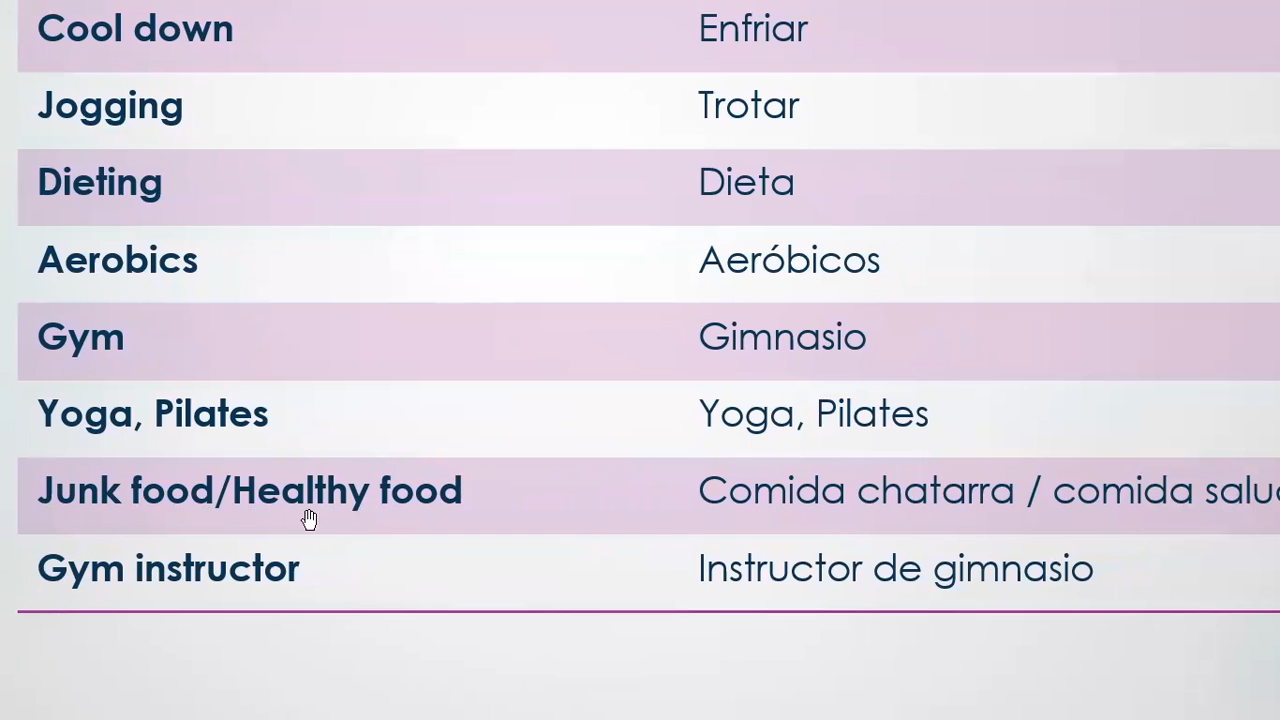 Cool down Enfriar
Jogging Trotar
Dieting Dieta
Aerobics Aeróbicos
Gym Gimnasio
Yoga, Pilates Yoga, Pilates
Junk food/Healthy food Comida chatarra / comida
Gym instructor Instructor de gimnasio